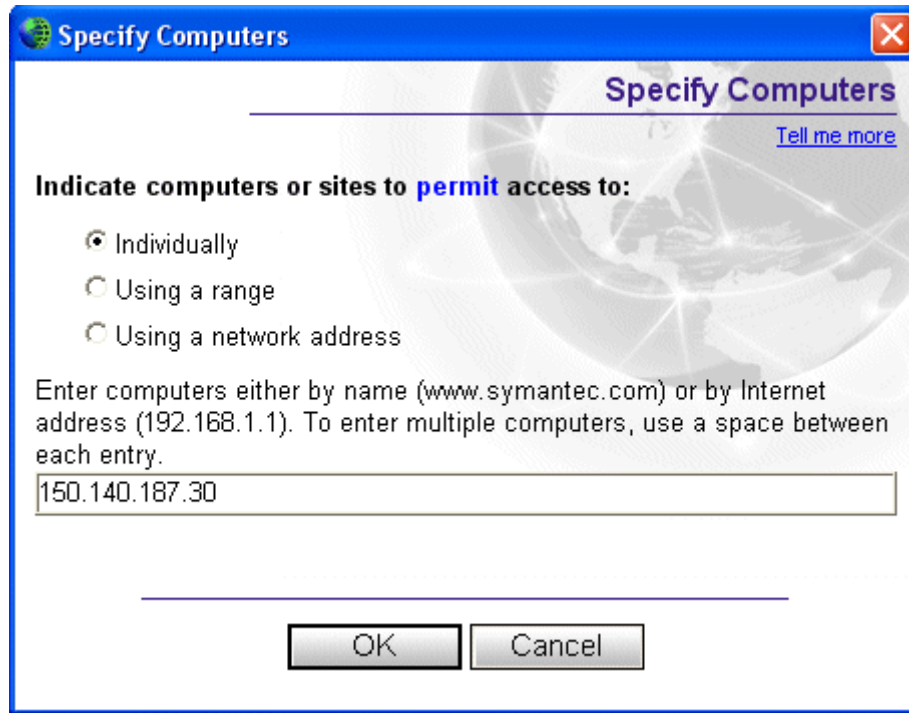 Specify Computers
Specify Computers
Tell me more
Indicate computers or sites to permit access to:
Individually
Using a range
Using a network address
Enter computers either by name (www.symantec.com) or by Internet
address (192.168.1.1). To enter multiple computers, use a space between
each entry.
150.140.187.30
OK
Cancel